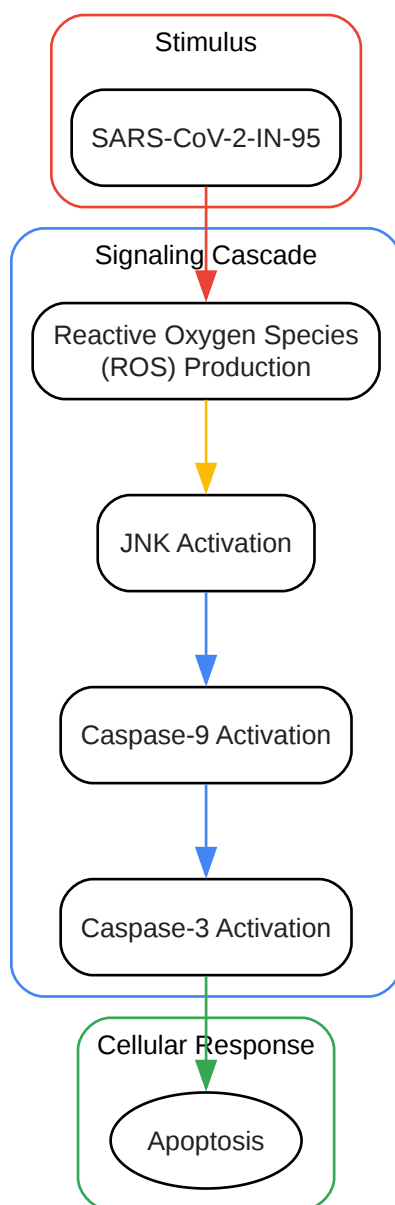 Stimulus
SARS-CoV-2-IN-95
Signaling Cascade
Reactive Oxygen Species
(ROS) Production
JNK Activation
Caspase-9 Activation
Caspase-3 Activation
Cellular Response
Apoptosis